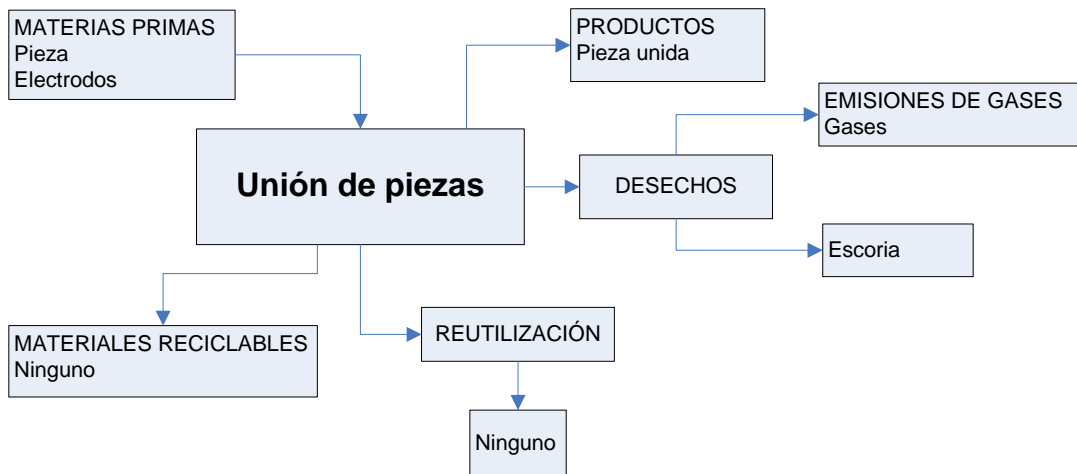 MATERIAS PRIMAS
Pieza
Electrodos
PRODUCTOS
Pieza unida
EMISIONES DE GASES
Gases
Unión de piezas
DESECHOS
Escoria
MATERIALES RECICLABLES
Ninguno
REUTILIZACIÓN
Ninguno